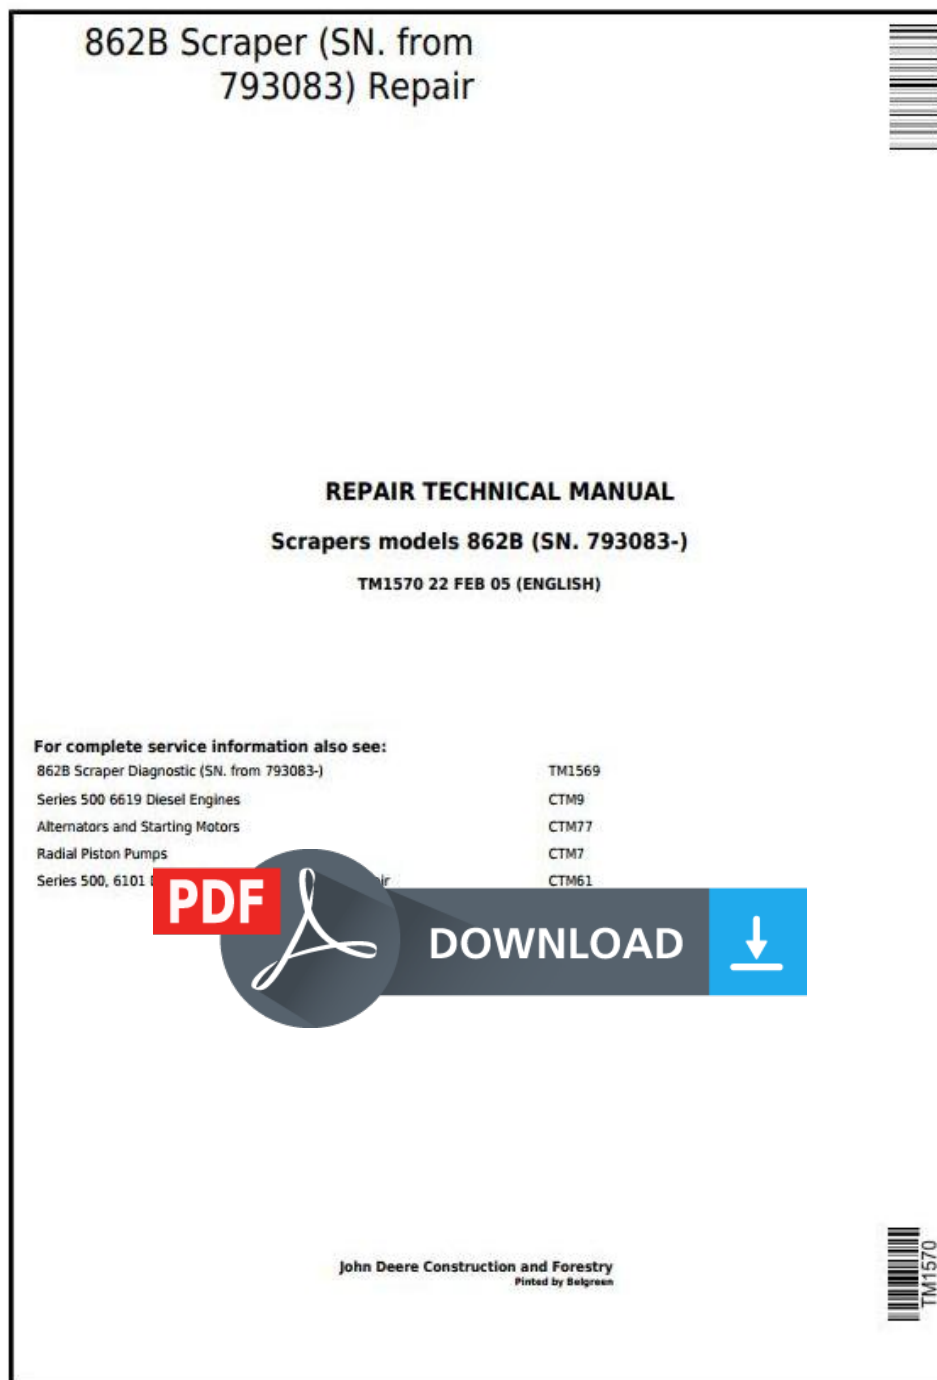 862B Scraper (SN. from
793083) Repair
REPAIR TECHNICAL MANUAL
Scrapers models 862B (SN. 793083-)
TM1570 22 FEB 05 (ENGLISH)
For complete service information also see:
862B Scraper Diagnostic (SN. from 793083-) TM1569
Series 500 6619 Diesel Engines CTM9
Alternators and Starting Motors CTM77
Radial Piston Pumps CTM7
Series 500, 6101 CTM61
PDF
DOWNLOAD
John Deere Construction and Forestry
Pinted by Belgreen
TM1570